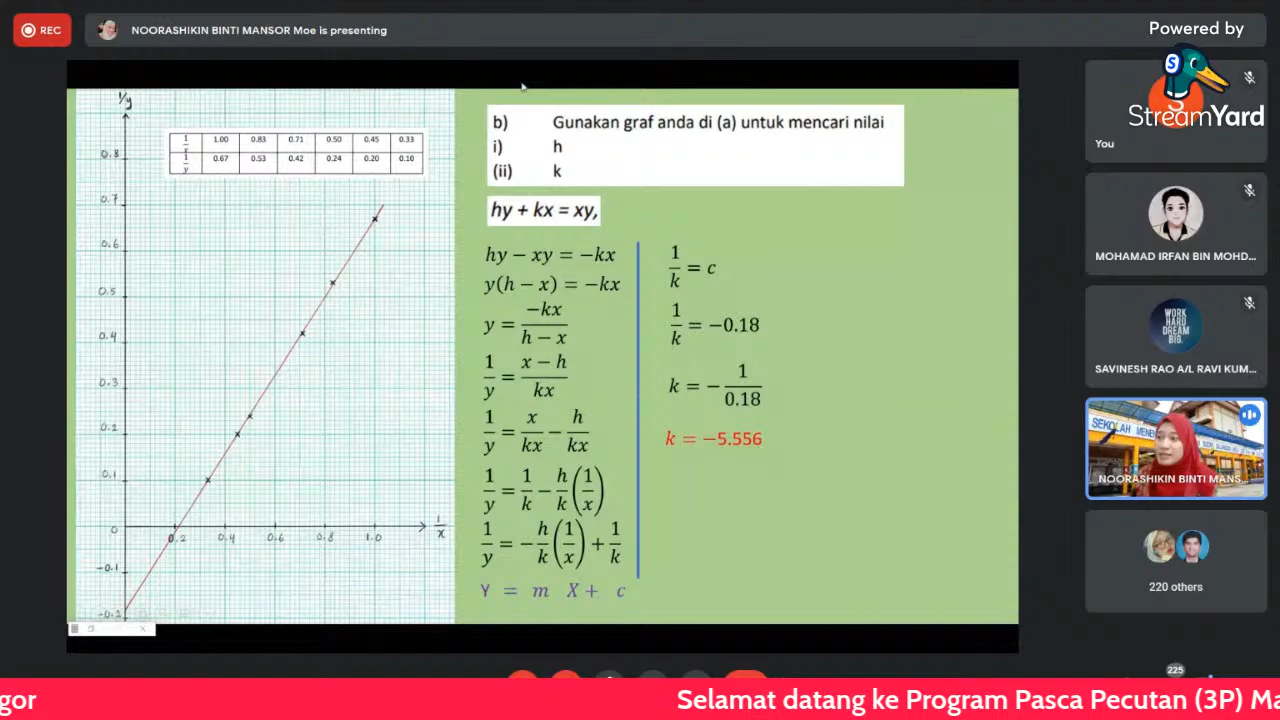 REC
NOORASHIKIN BINTI MANSOR Moe is presenting
Powered by
StreamYard
You
MOHAMAD IRFAN BIN MOHD...
SAVINESH RAO A/L RAVI KUM...
SEKOLAH MENE
NOORASHIKIN BINTI MANS...
220 others
225
1/y
1/x 1.00 0.83 0.71 0.50 0.45 0.33
1/y 0.67 0.53 0.42 0.24 0.20 0.10
0.8
0.7
0.6
0.5
0.4
0.3
0.2
0.1
0
-0.1
-0.2
0.2 0.4 0.6 0.8 1.0 1/x
b) Gunakan graf anda di (a) untuk mencari nilai
i) h
(ii) k
hy + kx = xy,
hy − xy = −kx
y(h − x) = −kx
y = −kx/(h − x)
1/y = (x − h)/kx
1/y = x/kx − h/kx
1/y = 1/k − h/k (1/x)
1/y = − h/k (1/x) + 1/k
Y = m X + c
1/k = c
1/k = −0.18
k = − 1/0.18
k = −5.556
gor Selamat datang ke Program Pasca Pecutan (3P) Ma